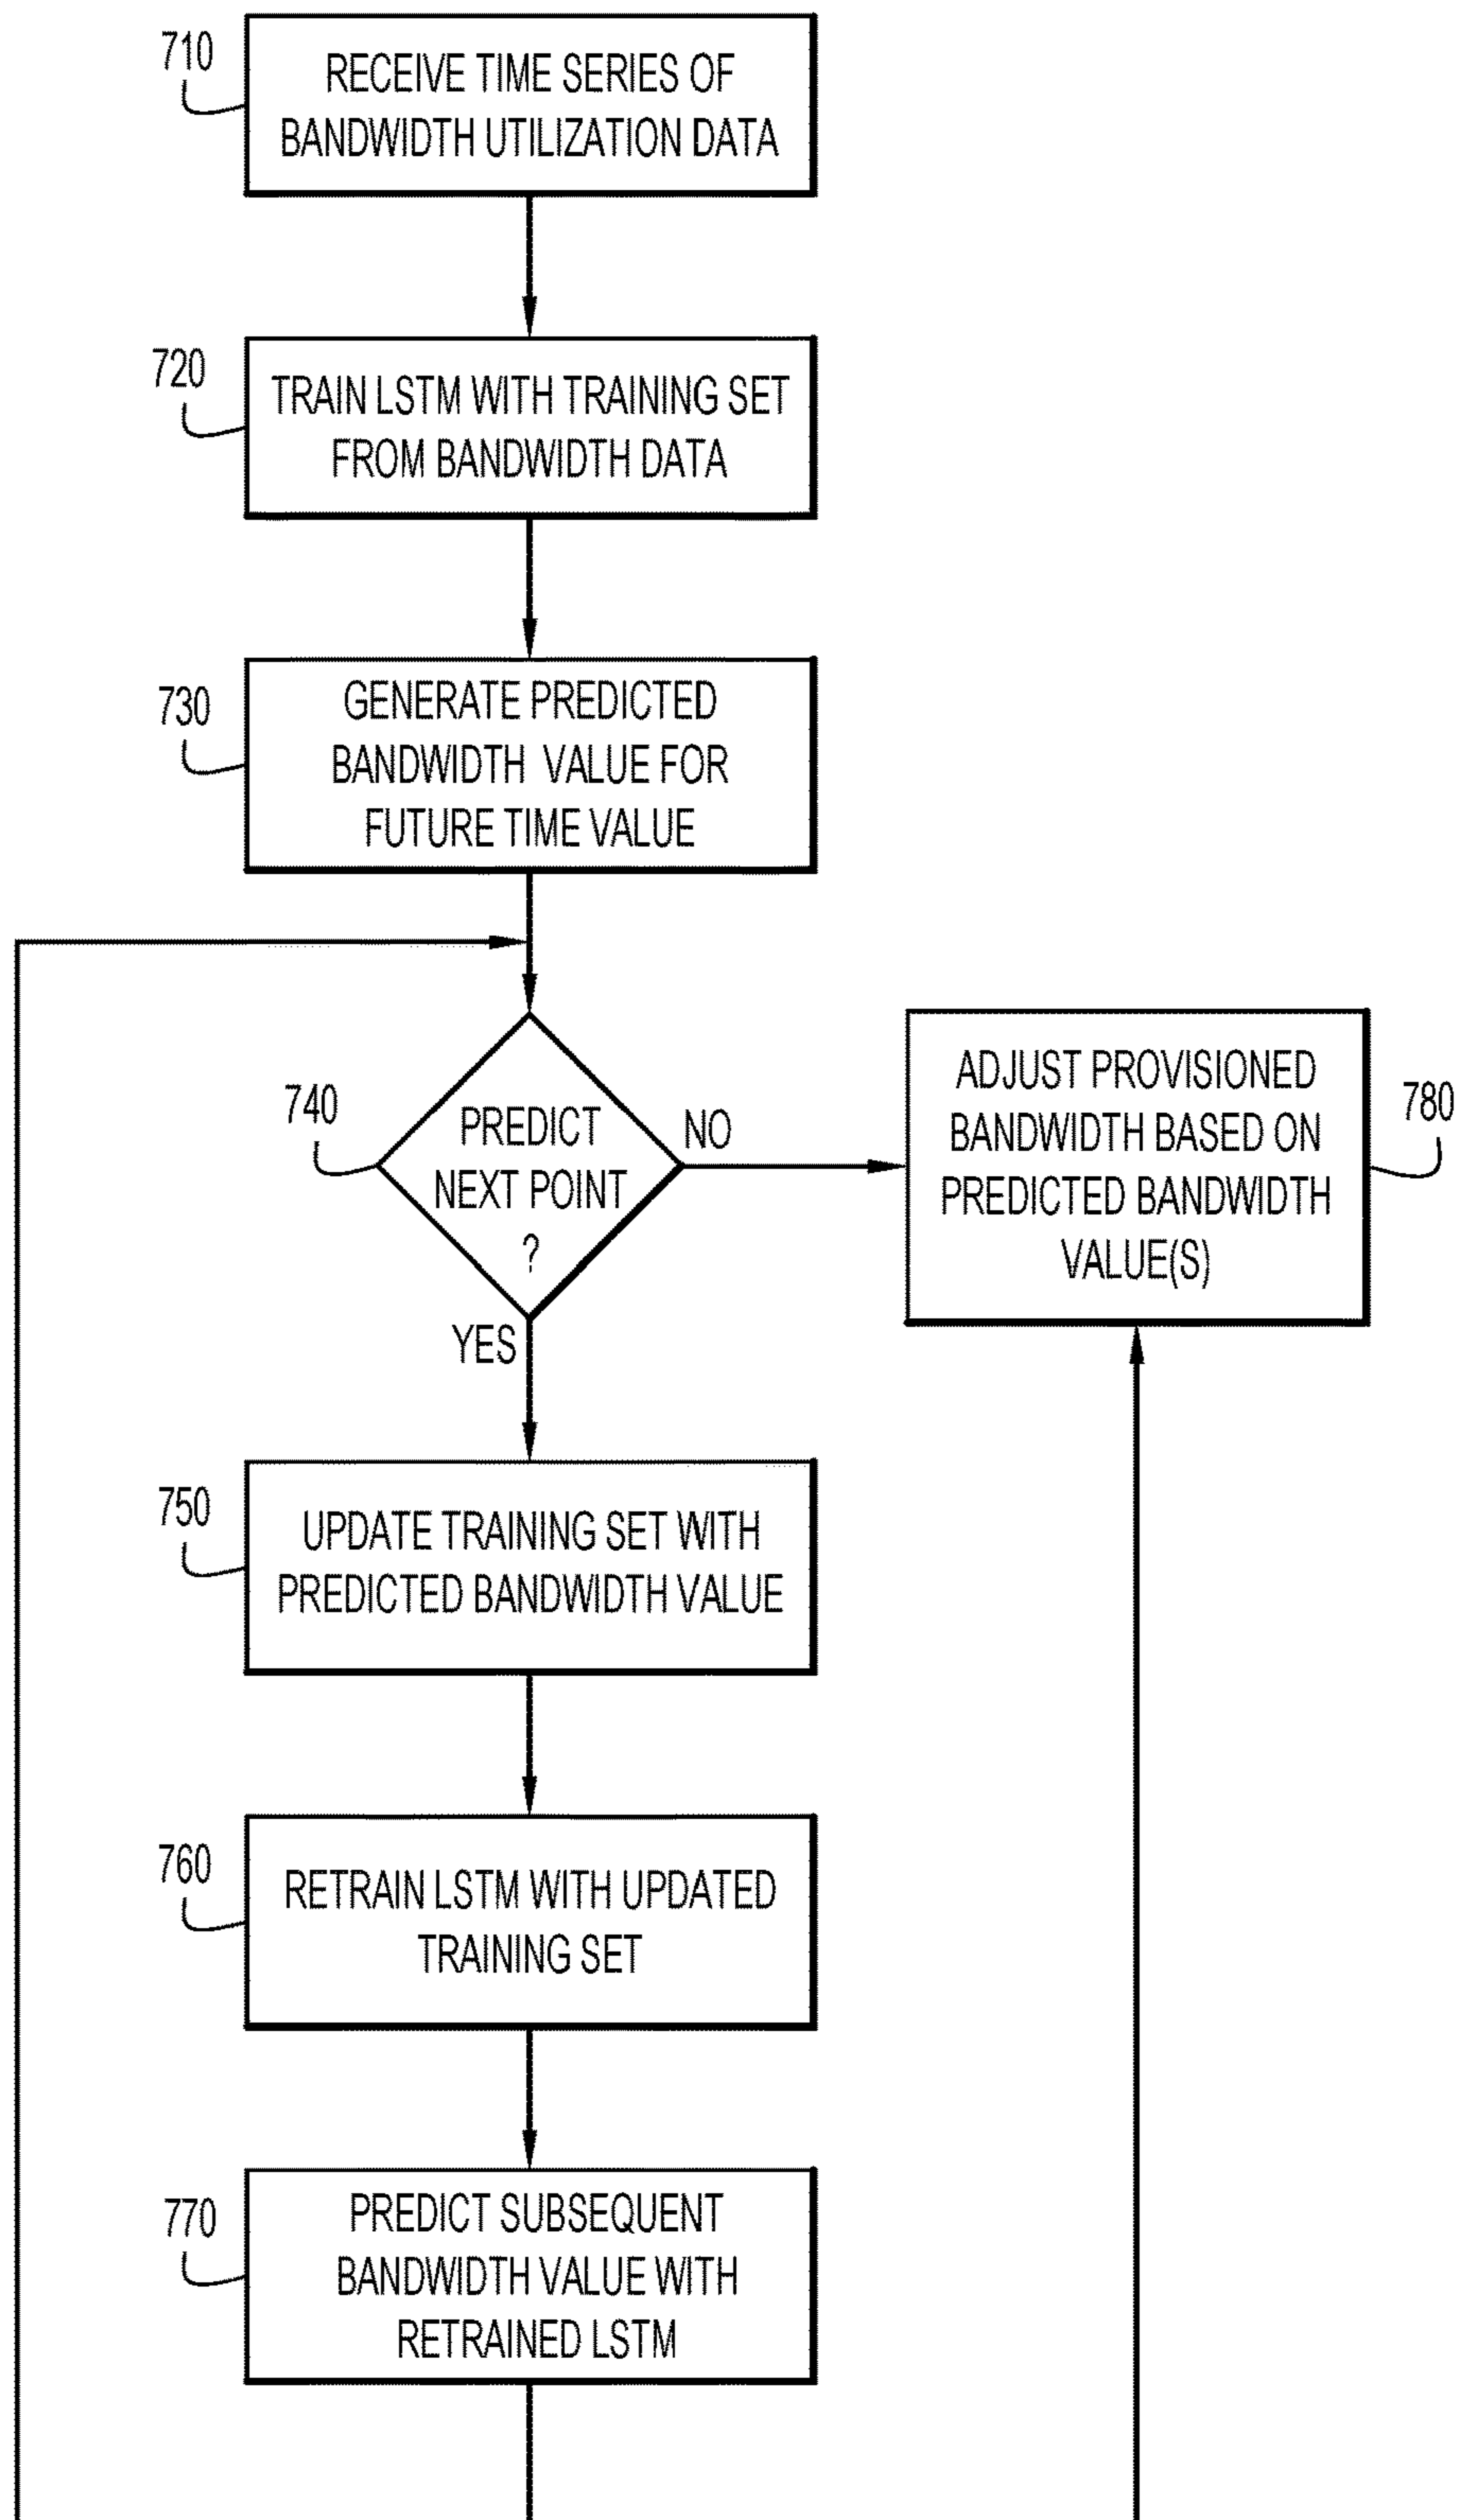 710
RECEIVE TIME SERIES OF
BANDWIDTH UTILIZATION DATA
720
TRAIN LSTM WITH TRAINING SET
FROM BANDWIDTH DATA
730
GENERATE PREDICTED
BANDWIDTH VALUE FOR
FUTURE TIME VALUE
740
PREDICT
NEXT POINT
?
NO
YES
ADJUST PROVISIONED
BANDWIDTH BASED ON
PREDICTED BANDWIDTH
VALUE(S)
780
750
UPDATE TRAINING SET WITH
PREDICTED BANDWIDTH VALUE
760
RETRAIN LSTM WITH UPDATED
TRAINING SET
770
PREDICT SUBSEQUENT
BANDWIDTH VALUE WITH
RETRAINED LSTM